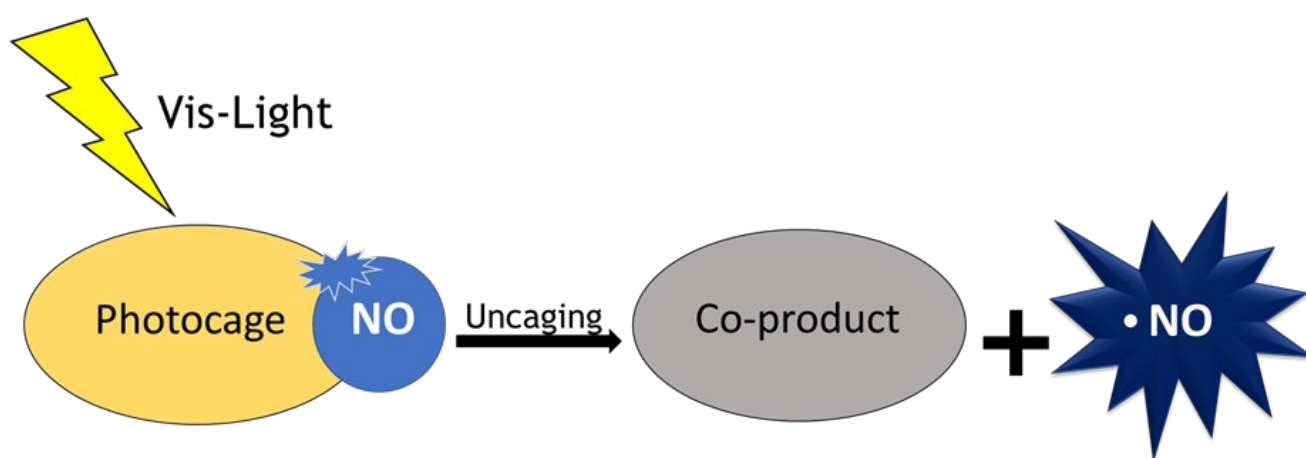 Vis-Light
Photocage
NO
Uncaging
Co-product
+
• NO